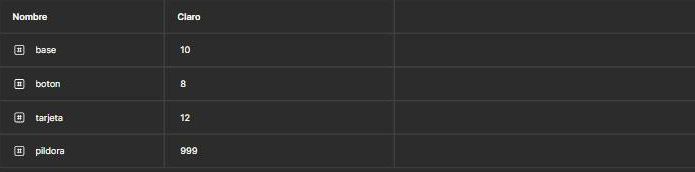 Nombre Claro
base 10
boton 8
tarjeta 12
pildora 999